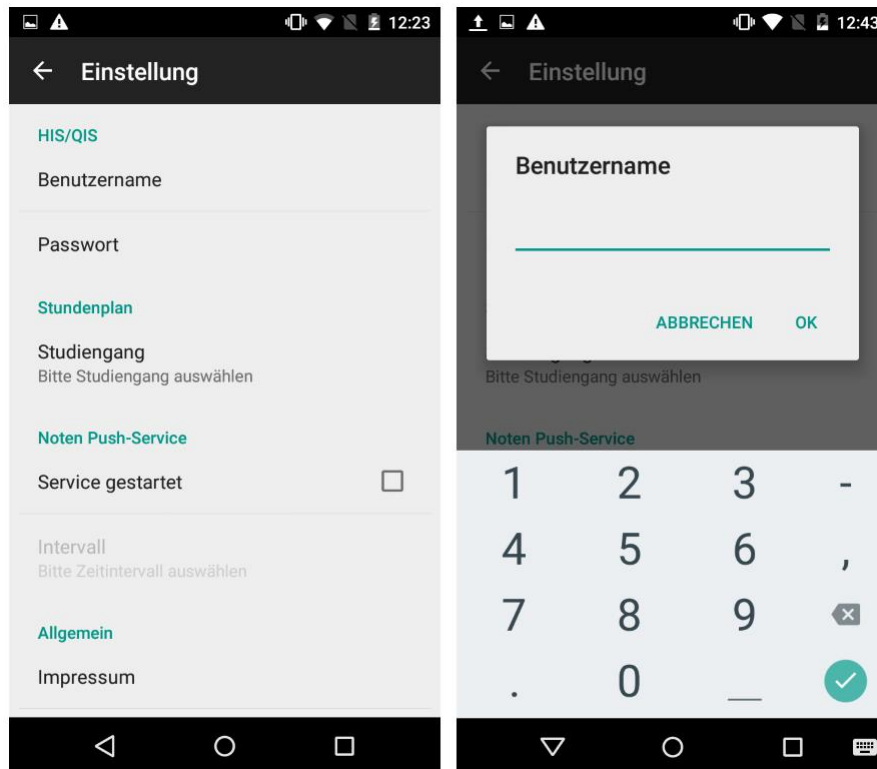 12:23
Einstellung
HIS/QIS
Benutzername
Passwort
Stundenplan
Studiengang
Bitte Studiengang auswählen
Noten Push-Service
Service gestartet
Intervall
Bitte Zeitintervall auswählen
Allgemein
Impressum
12:43
Einstellung
Benutzername
ABBRECHEN OK
Bitte Studiengang auswählen
Noten Push-Service
1 2 3 -
4 5 6 ,
7 8 9
. 0 _